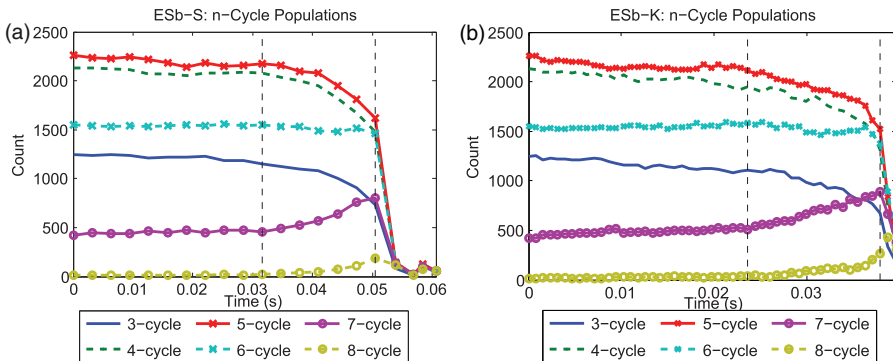 ESb−S: n−Cycle Populations
(a)
2500
2000
1500
1000
500
0
Count
0 0.01 0.02 0.03 0.04 0.05 0.06
Time (s)
3−cycle 5−cycle 7−cycle
4−cycle 6−cycle 8−cycle
ESb−K: n−Cycle Populations
(b)
2500
2000
1500
1000
500
0
Count
0 0.01 0.02 0.03
Time (s)
3−cycle 5−cycle 7−cycle
4−cycle 6−cycle 8−cycle